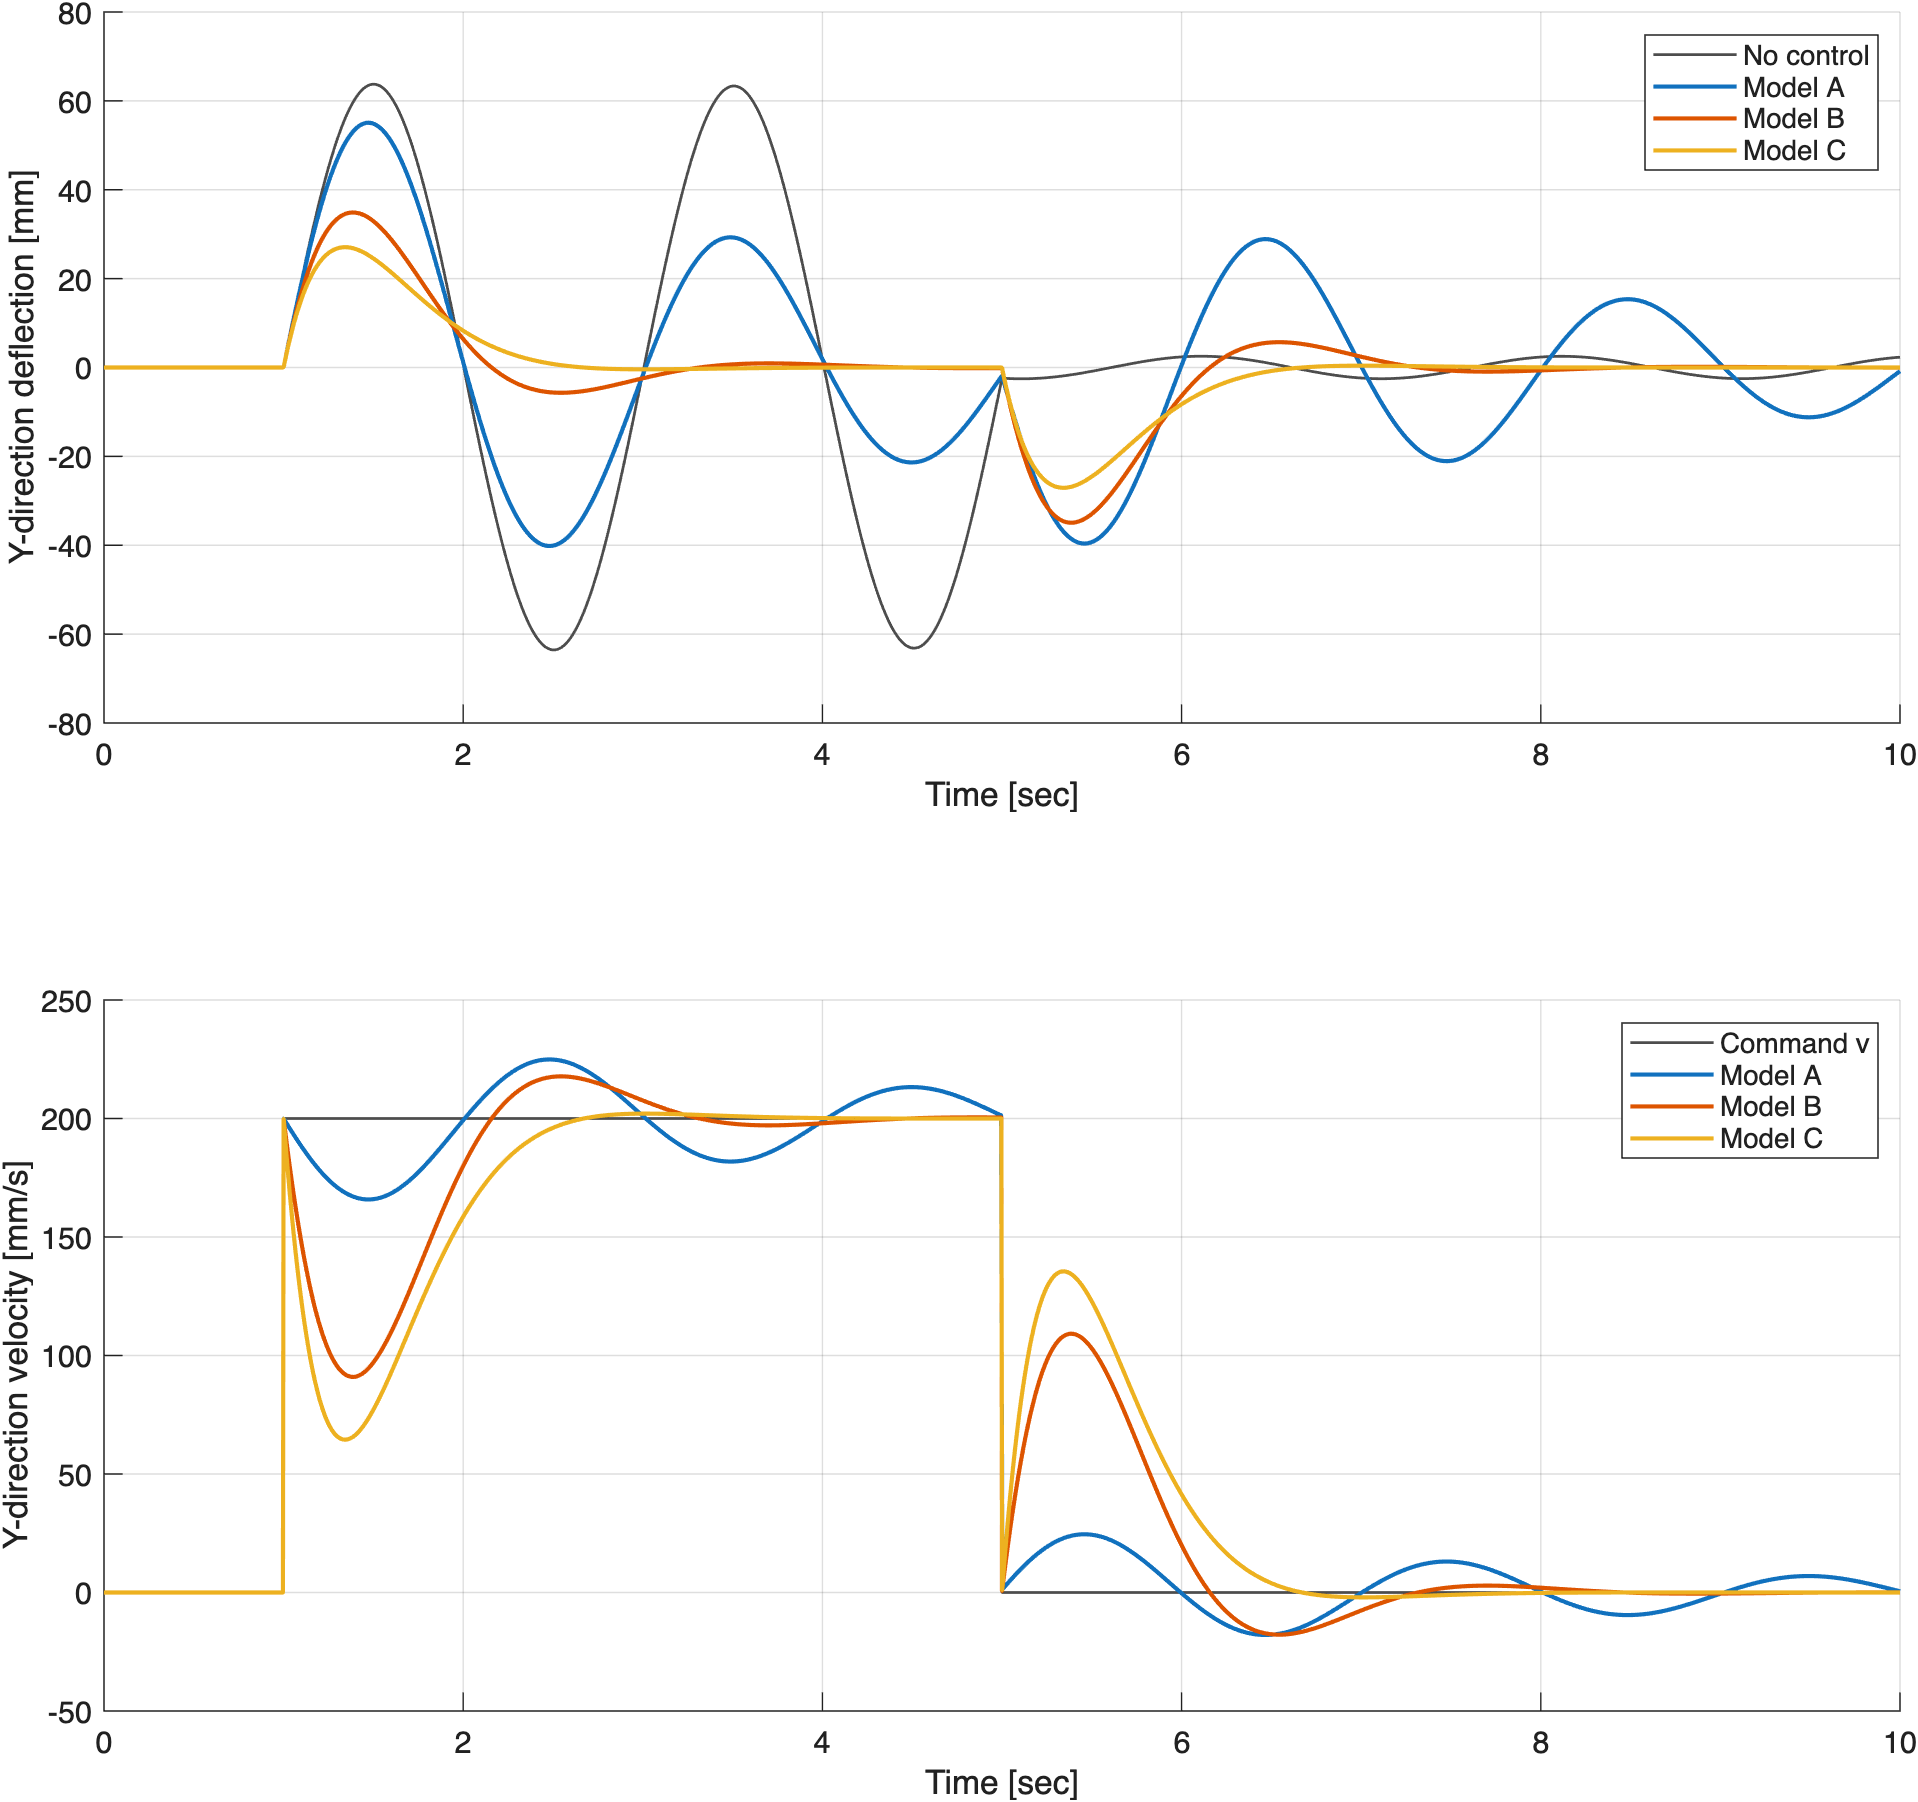 80
60
40
20
0
-20
-40
-60
-80
Y-direction deflection [mm]
No control
Model A
Model B
Model C
0 2 4 6 8 10
Time [sec]
250
200
150
100
50
0
-50
Y-direction velocity [mm/s]
Command v
Model A
Model B
Model C
0 2 4 6 8 10
Time [sec]